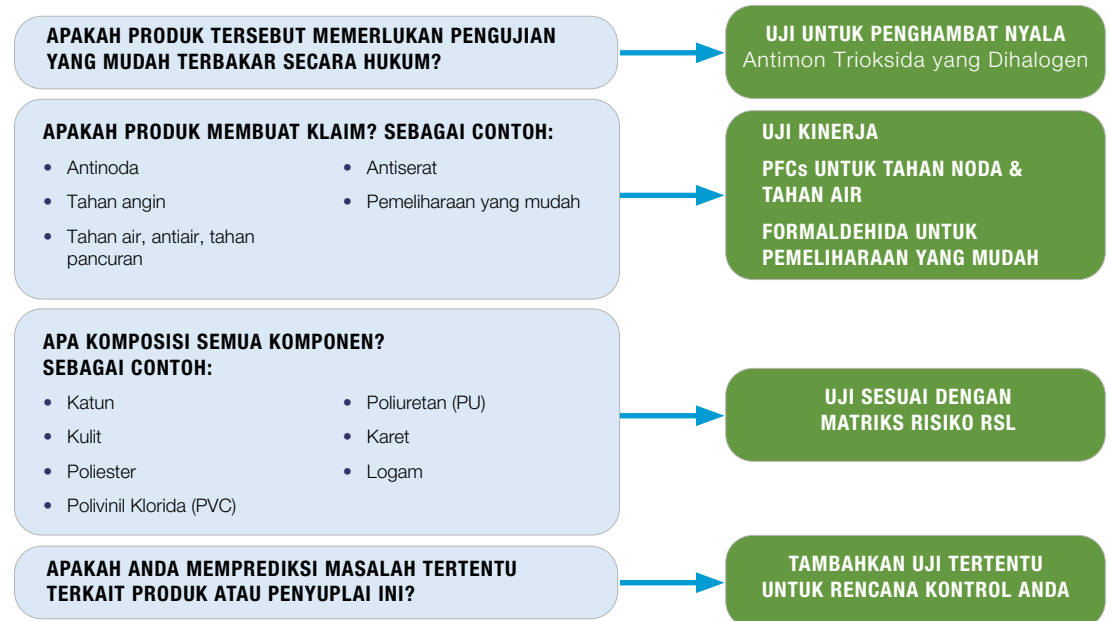 APAKAH PRODUK TERSEBUT MEMERLUKAN PENGUJIAN
YANG MUDAH TERBAKAR SECARA HUKUM?
UJI UNTUK PENGHAMBAT NYALA
Antimon Trioksida yang Dihalogen
APAKAH PRODUK MEMBUAT KLAIM? SEBAGAI CONTOH:
• Antinoda
• Tahan angin
• Tahan air, antiair, tahan
pancuran
• Antiserat
• Pemeliharaan yang mudah
UJI KINERJA
PFCs UNTUK TAHAN NODA &
TAHAN AIR
FORMALDEHIDA UNTUK
PEMELIHARAAN YANG MUDAH
APA KOMPOSISI SEMUA KOMPONEN?
SEBAGAI CONTOH:
• Katun
• Kulit
• Poliester
• Polivinil Klorida (PVC)
• Poliuretan (PU)
• Karet
• Logam
UJI SESUAI DENGAN
MATRIKS RISIKO RSL
APAKAH ANDA MEMPREDIKSI MASALAH TERTENTU
TERKAIT PRODUK ATAU PENYUPLAI INI?
TAMBAHKAN UJI TERTENTU
UNTUK RENCANA KONTROL ANDA